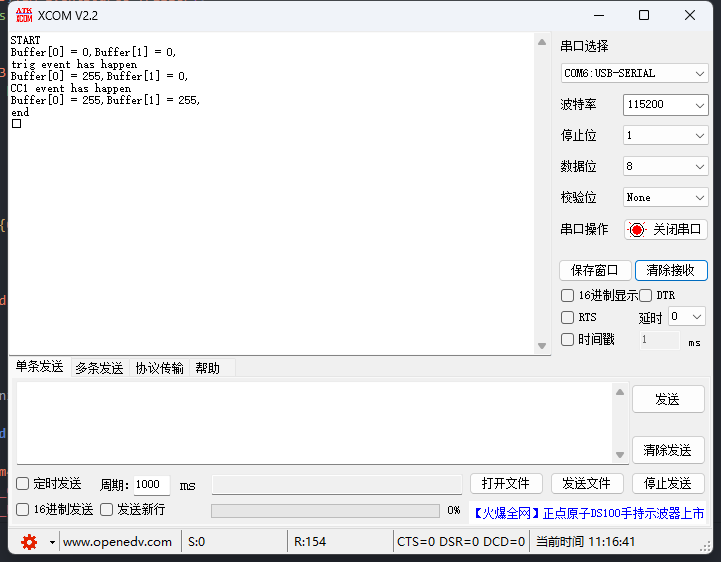 ATK XCOM XCOM V2.2
START
Buffer[0] = 0,Buffer[1] = 0,
trig event has happen
Buffer[0] = 255,Buffer[1] = 0,
CC1 event has happen
Buffer[0] = 255,Buffer[1] = 255,
end
串口选择
COM6:USB-SERIAL
波特率 115200
停止位 1
数据位 8
校验位 None
串口操作 关闭串口
保存窗口 清除接收
16进制显示 DTR
RTS 延时 0
时间戳 1 ms
单条发送 多条发送 协议传输 帮助
发送
清除发送
定时发送 周期: 1000 ms 打开文件 发送文件 停止发送
16进制发送 发送新行 0% 【火爆全网】正点原子DS100手持示波器上市
www.openedv.com S:0 R:154 CTS=0 DSR=0 DCD=0 当前时间 11:16:41